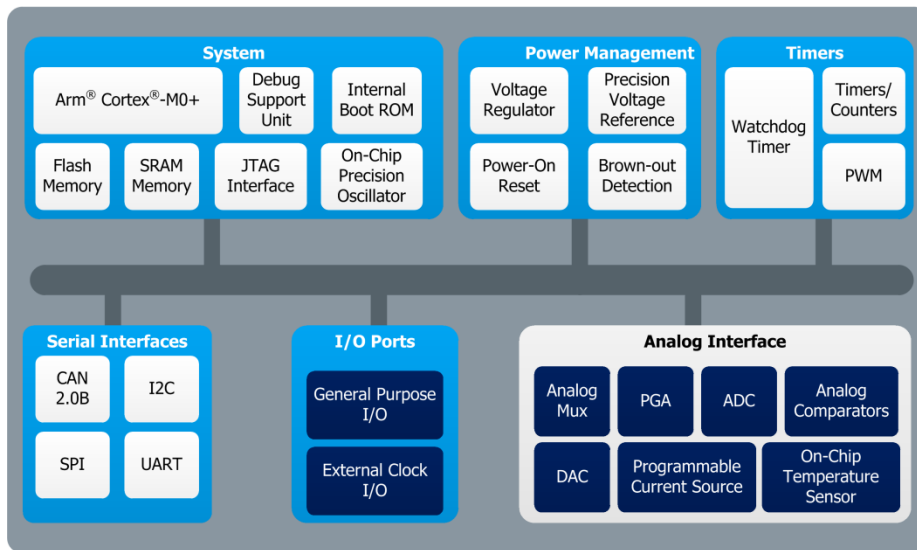 System
Arm® Cortex®-M0+
Debug
Support
Unit
Internal
Boot ROM
Flash
Memory
SRAM
Memory
JTAG
Interface
On-Chip
Precision
Oscillator
Power Management
Voltage
Regulator
Precision
Voltage
Reference
Power-On
Reset
Brown-out
Detection
Timers
Watchdog
Timer
Timers/
Counters
PWM
Serial Interfaces
CAN
2.0B
I2C
SPI
UART
I/O Ports
General Purpose
I/O
External Clock
I/O
Analog Interface
Analog
Mux
PGA
ADC
Analog
Comparators
DAC
Programmable
Current Source
On-Chip
Temperature
Sensor